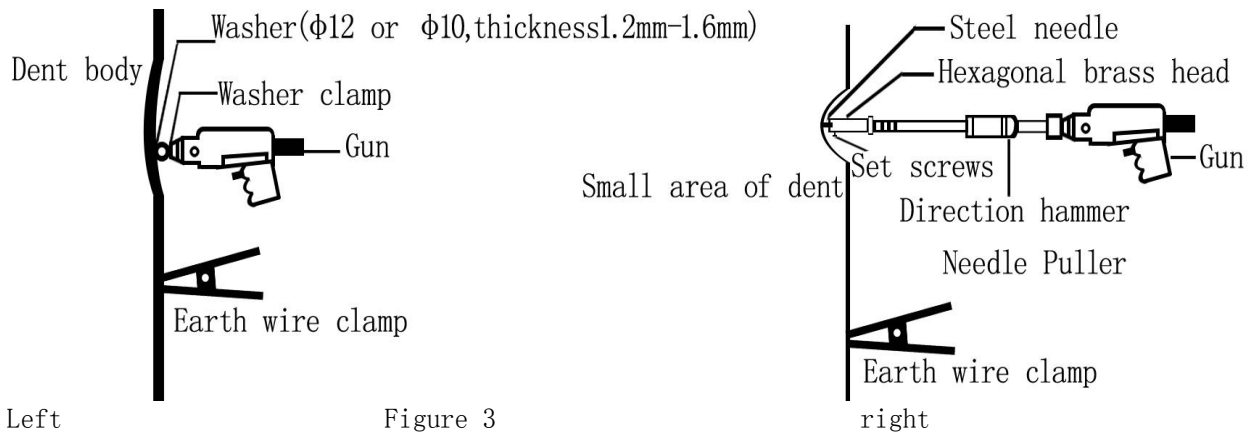 Washer(Φ12 or Φ10,thickness1.2mm-1.6mm)
Dent body
Washer clamp
Gun
Earth wire clamp
Steel needle
Hexagonal brass head
Set screws
Gun
Small area of dent
Direction hammer
Needle Puller
Earth wire clamp
Left Figure 3 right